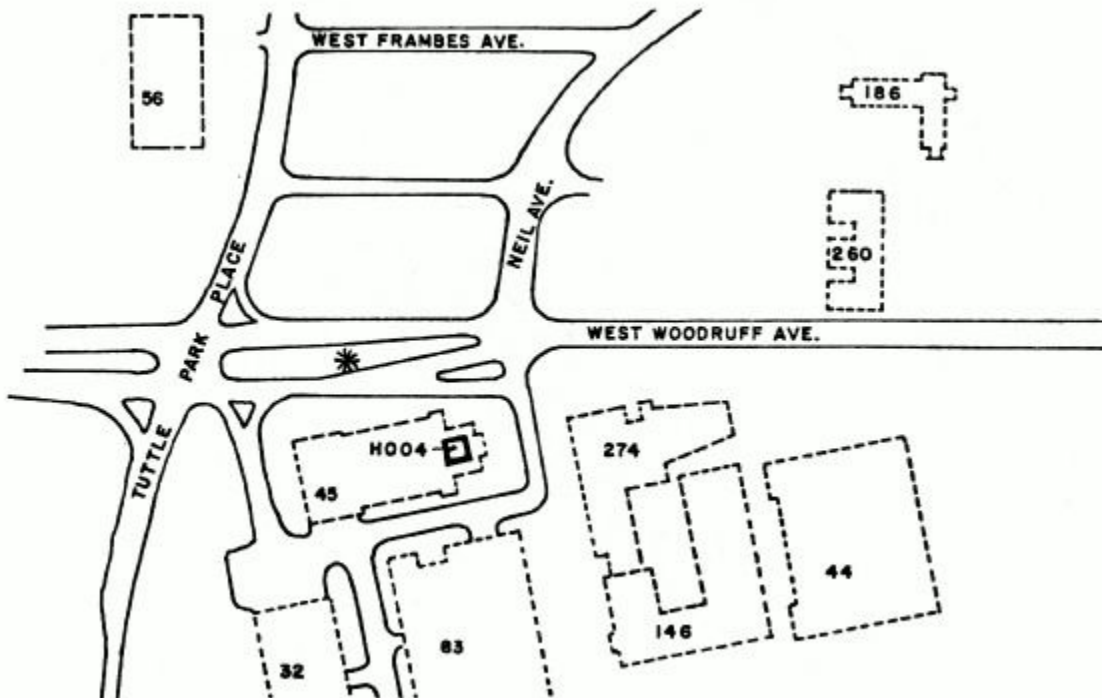 WEST FRAMBES AVE.
56
186
NEIL AVE.
260
TUTTLE PARK PLACE
WEST WOODRUFF AVE.
H004
45
274
44
146
83
32